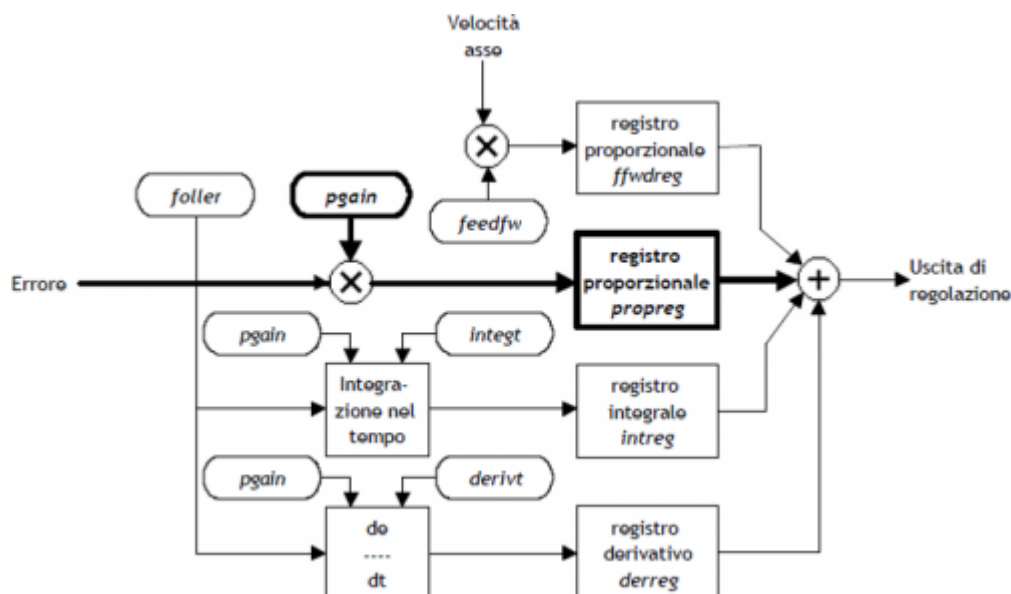 Velocità
asse
registro
proporzionale
ffwdreg
foller
pgain
feedfw
Errore
registro
proporzionale
propreg
Uscita di
regolazione
pgain
integt
Integra-
zione nel
tempo
registro
integrale
intreg
pgain
derivt
de
----
dt
registro
derivativo
derreg